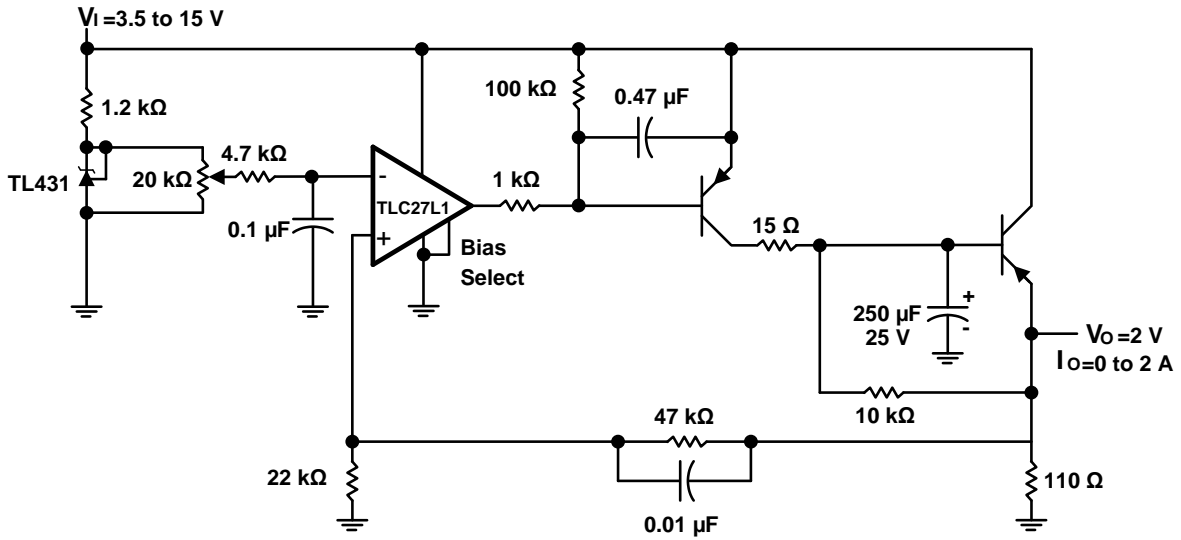 VI =3.5 to 15 V
1.2 kΩ
TL431
20 kΩ
4.7 kΩ
0.1 µF
-
TLC27L1
+
Bias
Select
1 kΩ
100 kΩ
0.47 µF
15 Ω
250 µF
25 V
+
-
VO =2 V
IO =0 to 2 A
10 kΩ
47 kΩ
0.01 µF
22 kΩ
110 Ω